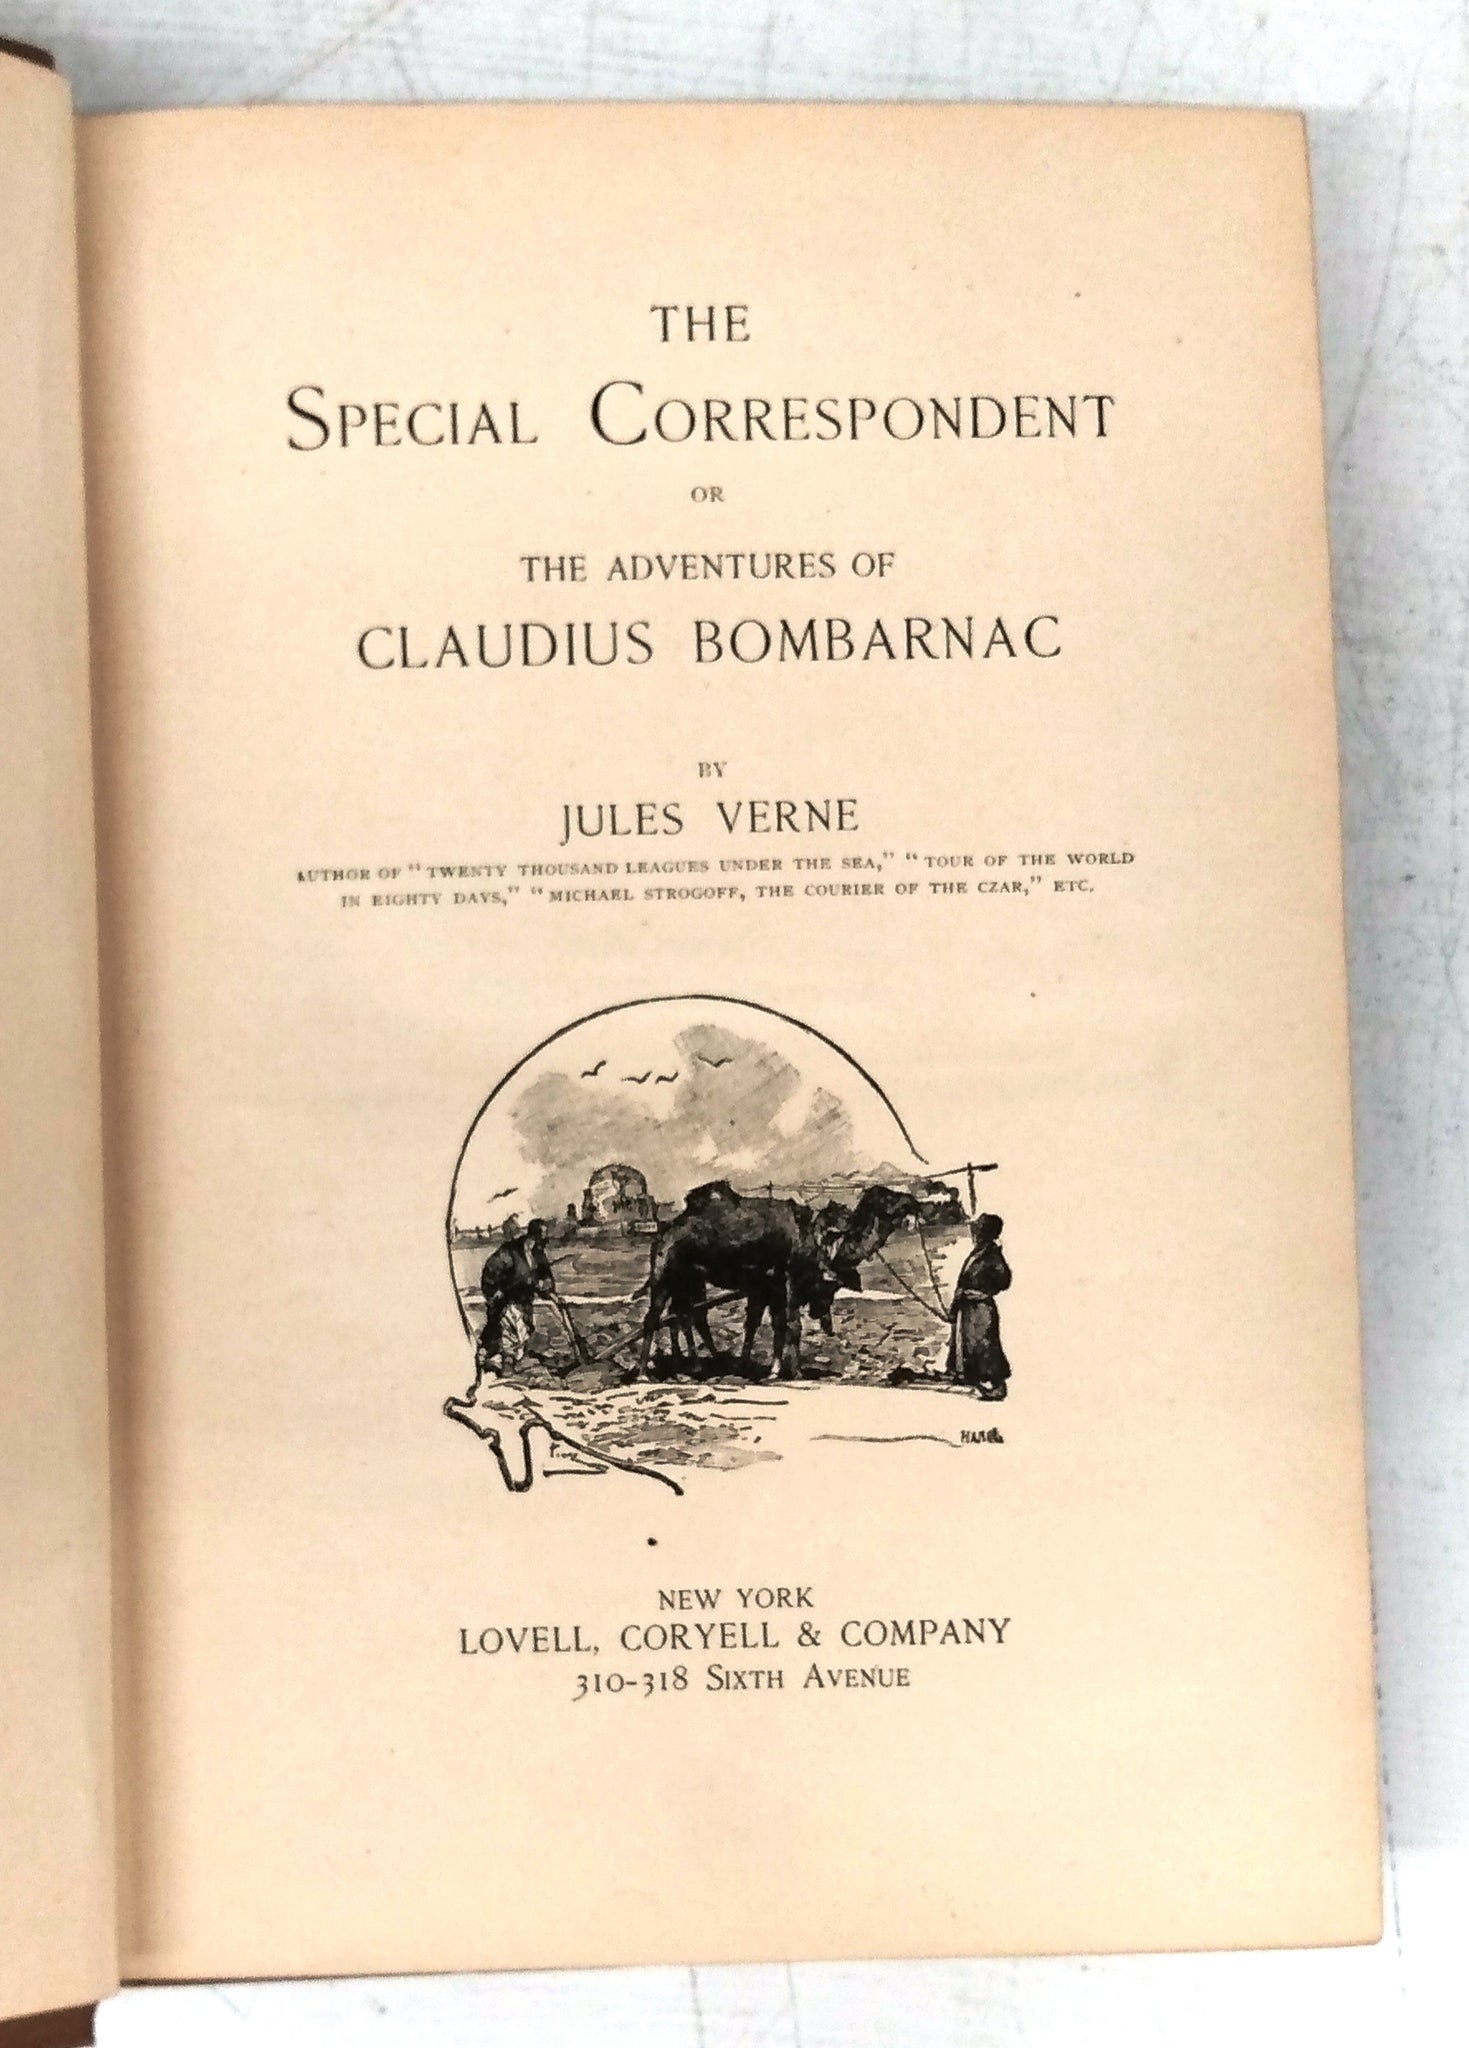 THE
SPECIAL CORRESPONDENT
OR
THE ADVENTURES OF
CLAUDIUS BOMBARNAC
BY
JULES VERNE
AUTHOR OF "TWENTY THOUSAND LEAGUES UNDER THE SEA," "TOUR OF THE WORLD
IN EIGHTY DAYS," "MICHAEL STROGOFF, THE COURIER OF THE CZAR," ETC.
NEW YORK
LOVELL, CORYELL & COMPANY
310-318 SIXTH AVENUE